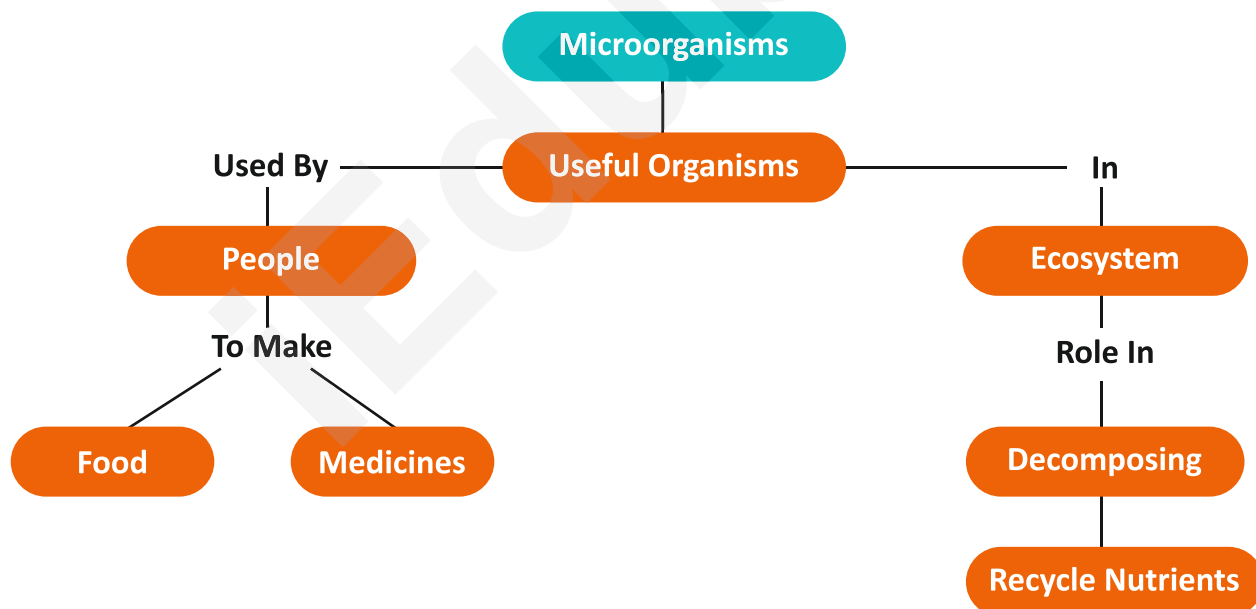 Microorganisms
Used By
Useful Organisms
In
People
Ecosystem
To Make
Role In
Food
Medicines
Decomposing
Recycle Nutrients